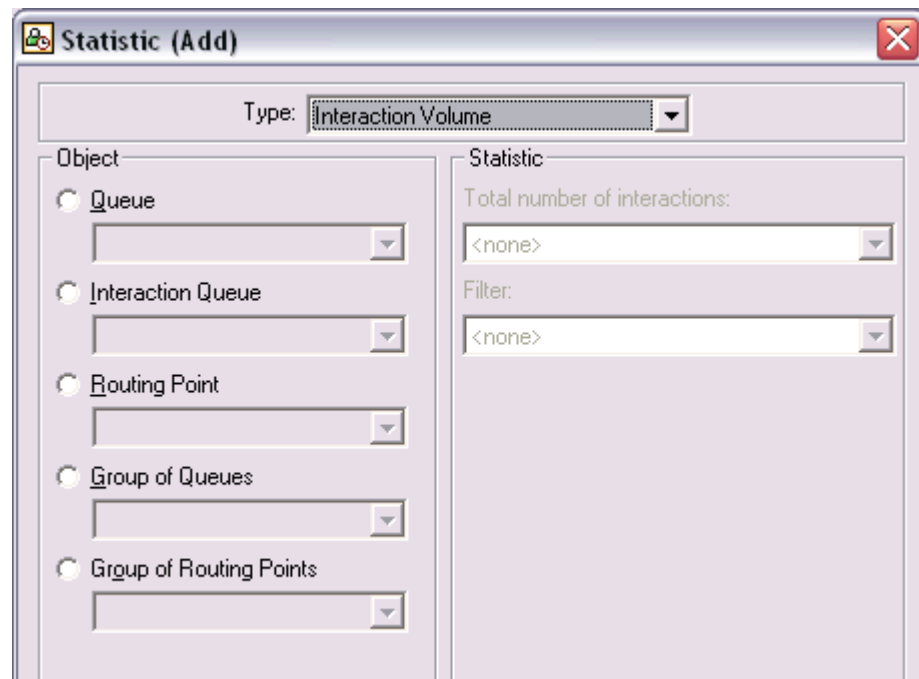 Statistic (Add)
Type: Interaction Volume
Object
Queue
Interaction Queue
Routing Point
Group of Queues
Group of Routing Points
Statistic
Total number of interactions:
<none>
Filter:
<none>